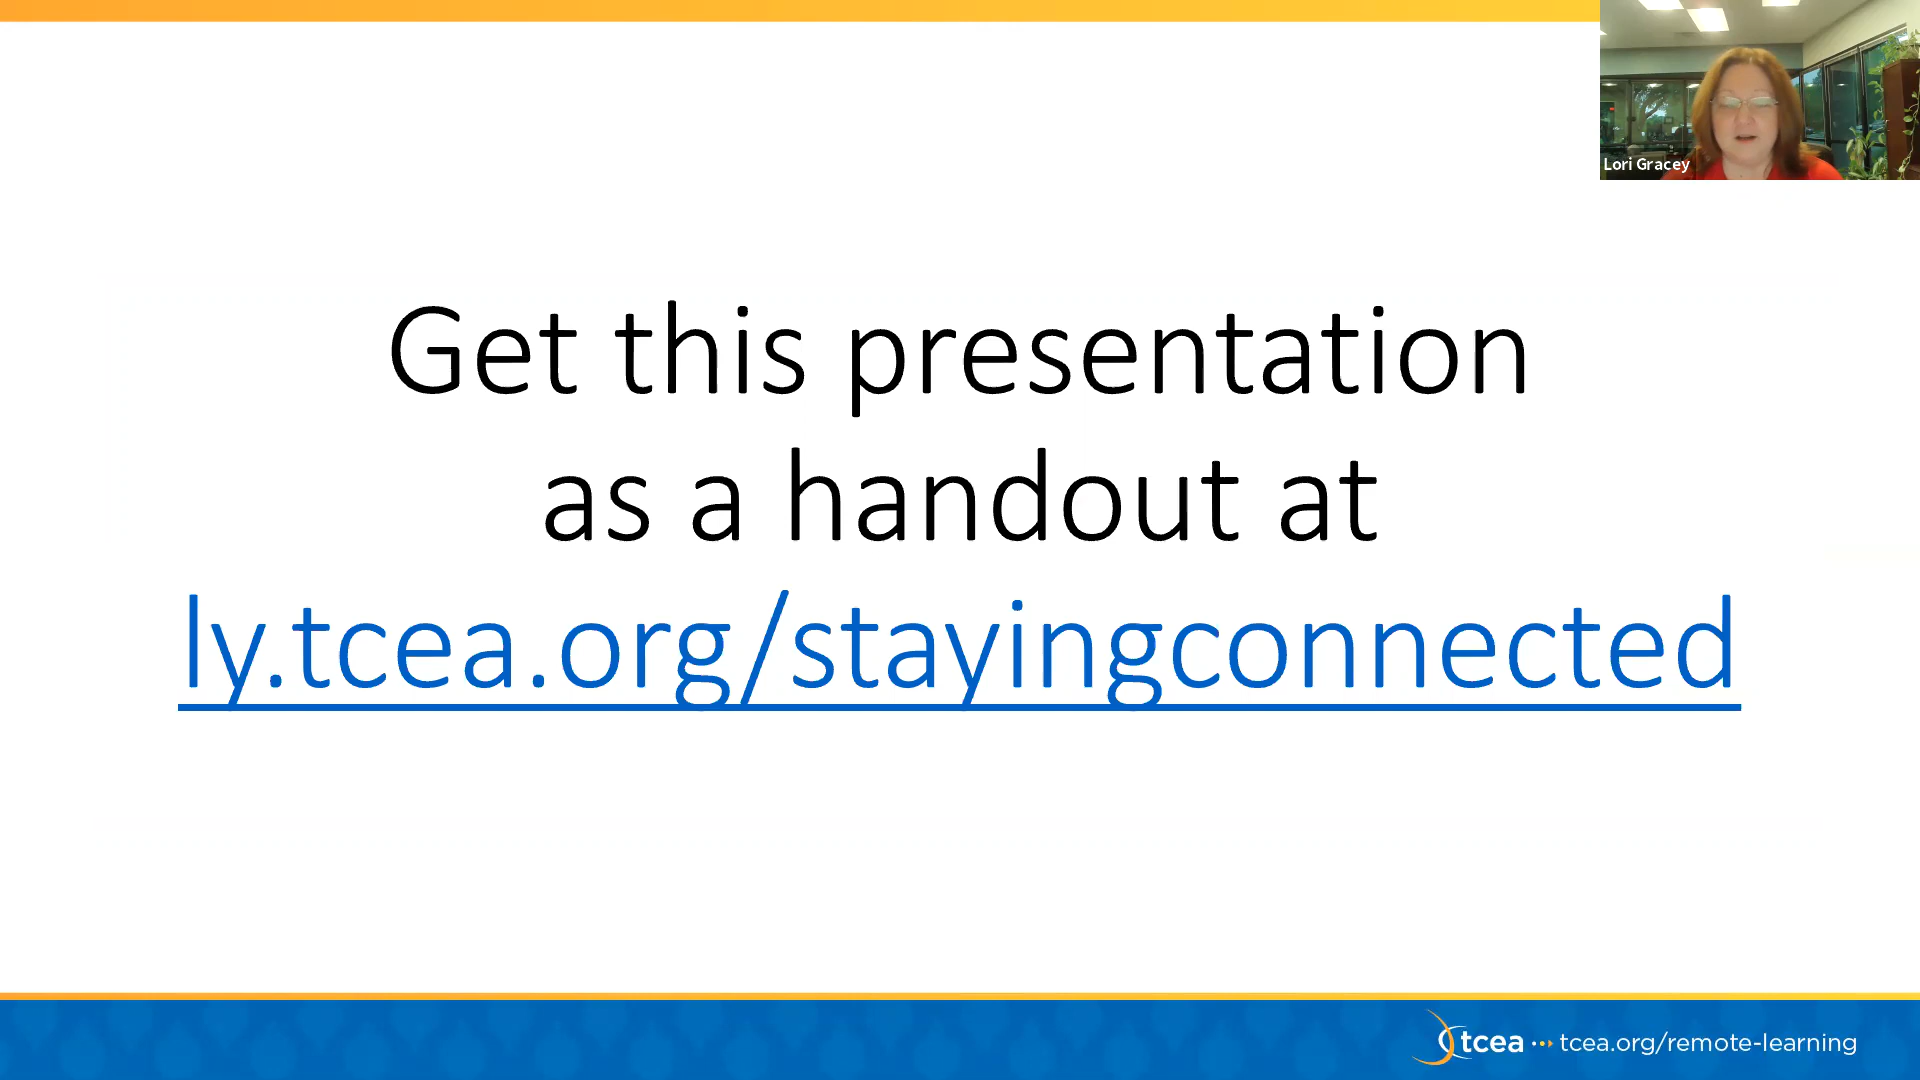 Lori Gracey
Get this presentation
as a handout at
ly.tcea.org/stayingconnected
tcea ··· tcea.org/remote-learning